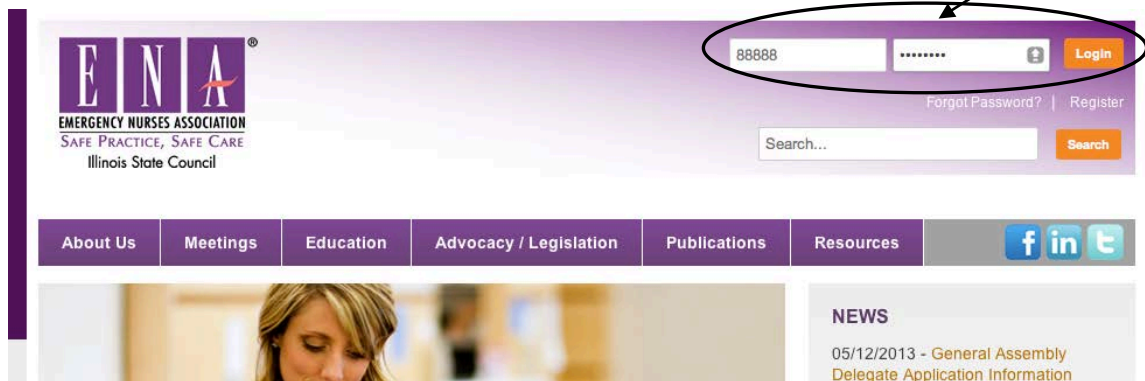 ENA®
EMERGENCY NURSES ASSOCIATION
SAFE PRACTICE, SAFE CARE
Illinois State Council
88888 •••••••• Login
Forgot Password? | Register
Search... Search
About Us Meetings Education Advocacy / Legislation Publications Resources f in t
NEWS
05/12/2013 - General Assembly
Delegate Application Information